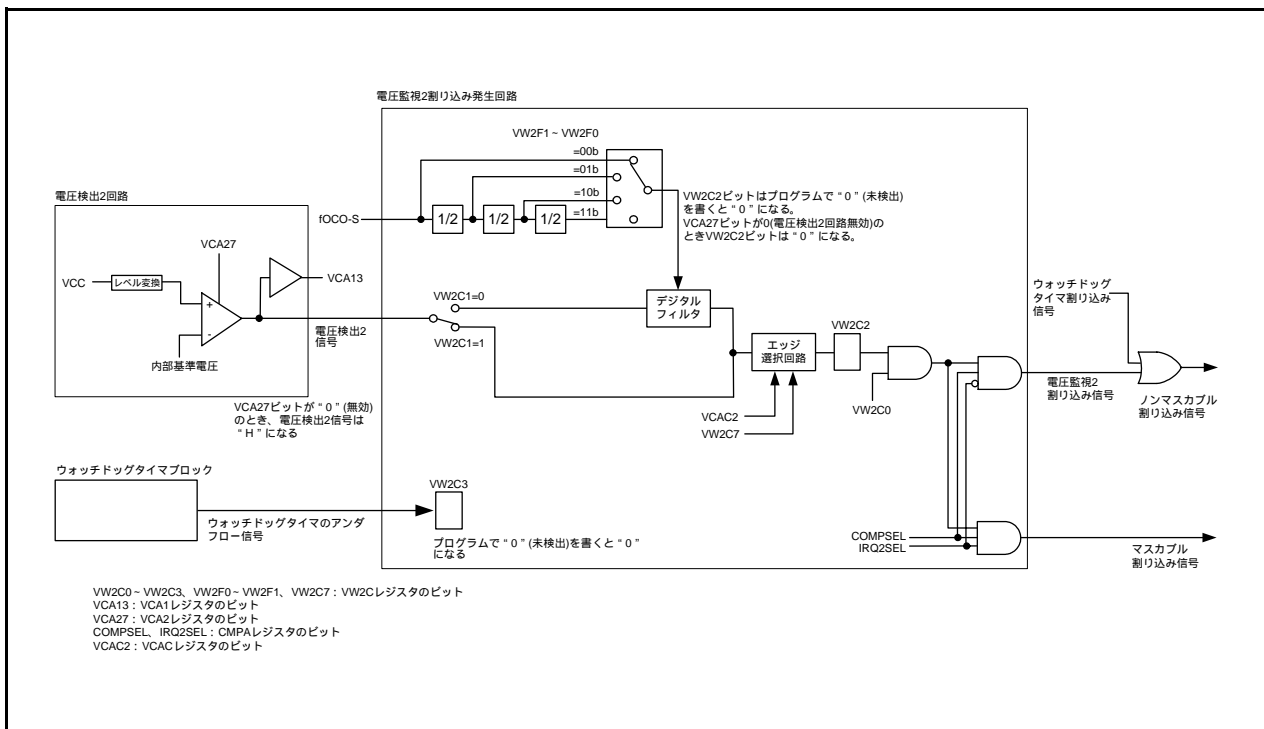 電圧監視2割り込み発生回路
VW2F1～VW2F0
=00b
=01b
=10b
=11b
fOCO-S
1/2
1/2
1/2
VW2C2ビットはプログラムで“0”(未検出)
を書くと“0”になる。
VCA27ビットが0(電圧検出2回路無効)の
ときVW2C2ビットは“0”になる。
電圧検出2回路
VCA27
VCC
レベル変換
+
-
内部基準電圧
VCA13
電圧検出2
信号
VW2C1=0
VW2C1=1
デジタル
フィルタ
エッジ
選択回路
VW2C2
VCAC2
VW2C7
VW2C0
ウォッチドッグ
タイマ割り込み
信号
電圧監視2
割り込み信号
ノンマスカブル
割り込み信号
VCA27ビットが“0”(無効)
のとき、電圧検出2信号は
“H”になる
ウォッチドッグタイマブロック
ウォッチドッグタイマのアンダ
フロー信号
VW2C3
プログラムで“0”(未検出)を書くと“0”
になる
COMPSEL
IRQ2SEL
マスカブル
割り込み信号
VW2C0～VW2C3、VW2F0～VW2F1、VW2C7：VW2Cレジスタのビット
VCA13：VCA1レジスタのビット
VCA27：VCA2レジスタのビット
COMPSEL、IRQ2SEL：CMPAレジスタのビット
VCAC2：VCACレジスタのビット